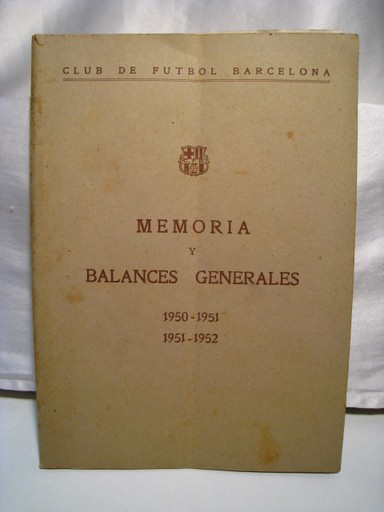 CLUB DE FUTBOL BARCELONA
MEMORIA
Y
BALANCES GENERALES
1950-1951
1951-1952